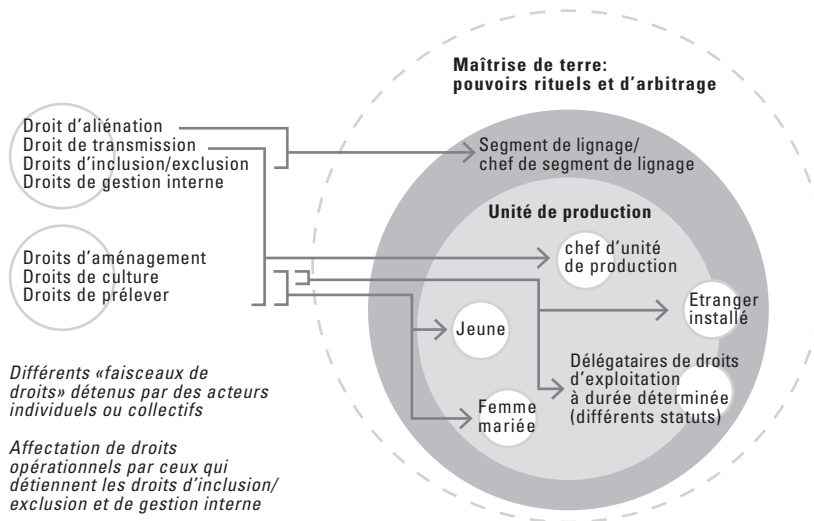 Maîtrise de terre:
pouvoirs rituels et d'arbitrage
Droit d'aliénation
Droit de transmission
Droits d'inclusion/exclusion
Droits de gestion interne
Segment de lignage/
chef de segment de lignage
Unité de production
Droits d'aménagement
Droits de culture
Droits de prélever
chef d'unité
de production
Etranger
installé
Jeune
Délégataires de droits
d'exploitation
à durée déterminée
(différents statuts)
Femme
mariée
Différents «faisceaux de
droits» détenus par des acteurs
individuels ou collectifs
Affectation de droits
opérationnels par ceux qui
détiennent les droits d'inclusion/
exclusion et de gestion interne